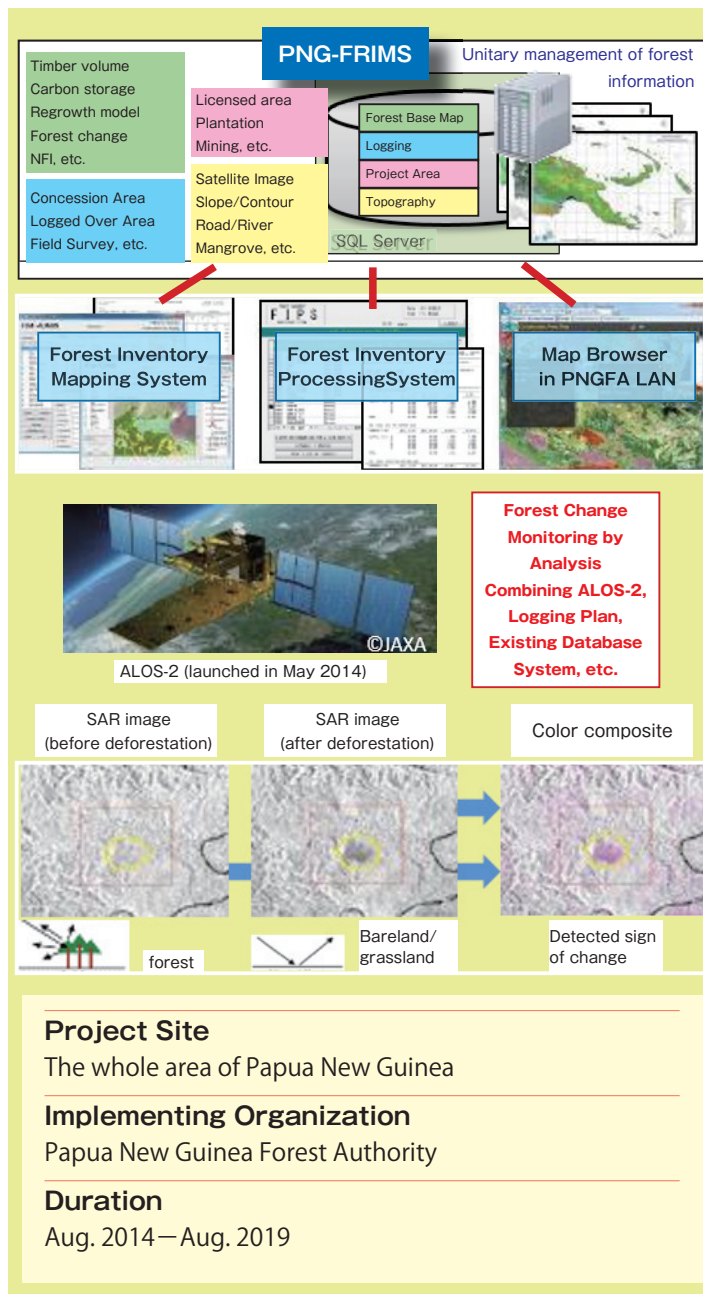 PNG-FRIMS
Unitary management of forest
information
Timber volume
Carbon storage
Regrowth model
Forest change
NFI, etc.
Licensed area
Plantation
Mining, etc.
Concession Area
Logged Over Area
Field Survey, etc.
Satellite Image
Slope/Contour
Road/River
Mangrove, etc.
Forest Base Map
Logging
Project Area
Topography
SQL Server
Forest Inventory
Mapping System
FIPS
Forest Inventory
ProcessingSystem
Map Browser
in PNGFA LAN
©JAXA
ALOS-2 (launched in May 2014)
Forest Change
Monitoring by
Analysis
Combining ALOS-2,
Logging Plan,
Existing Database
System, etc.
SAR image
(before deforestation)
SAR image
(after deforestation)
Color composite
forest
Bareland/
grassland
Detected sign
of change
Project Site
The whole area of Papua New Guinea
Implementing Organization
Papua New Guinea Forest Authority
Duration
Aug. 2014－Aug. 2019